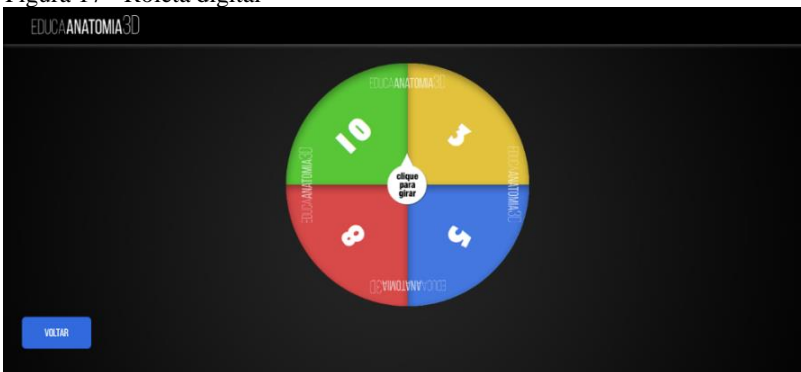 Figura 17 - Roleta digital
EDUCAANATOMIA3D
EDUCAANATOMIA3D
10
3
EDUCAANATOMIA3D
EDUCAANATOMIA3D
clique
para
girar
8
5
EDUCAANATOMIA3D
VOLTAR